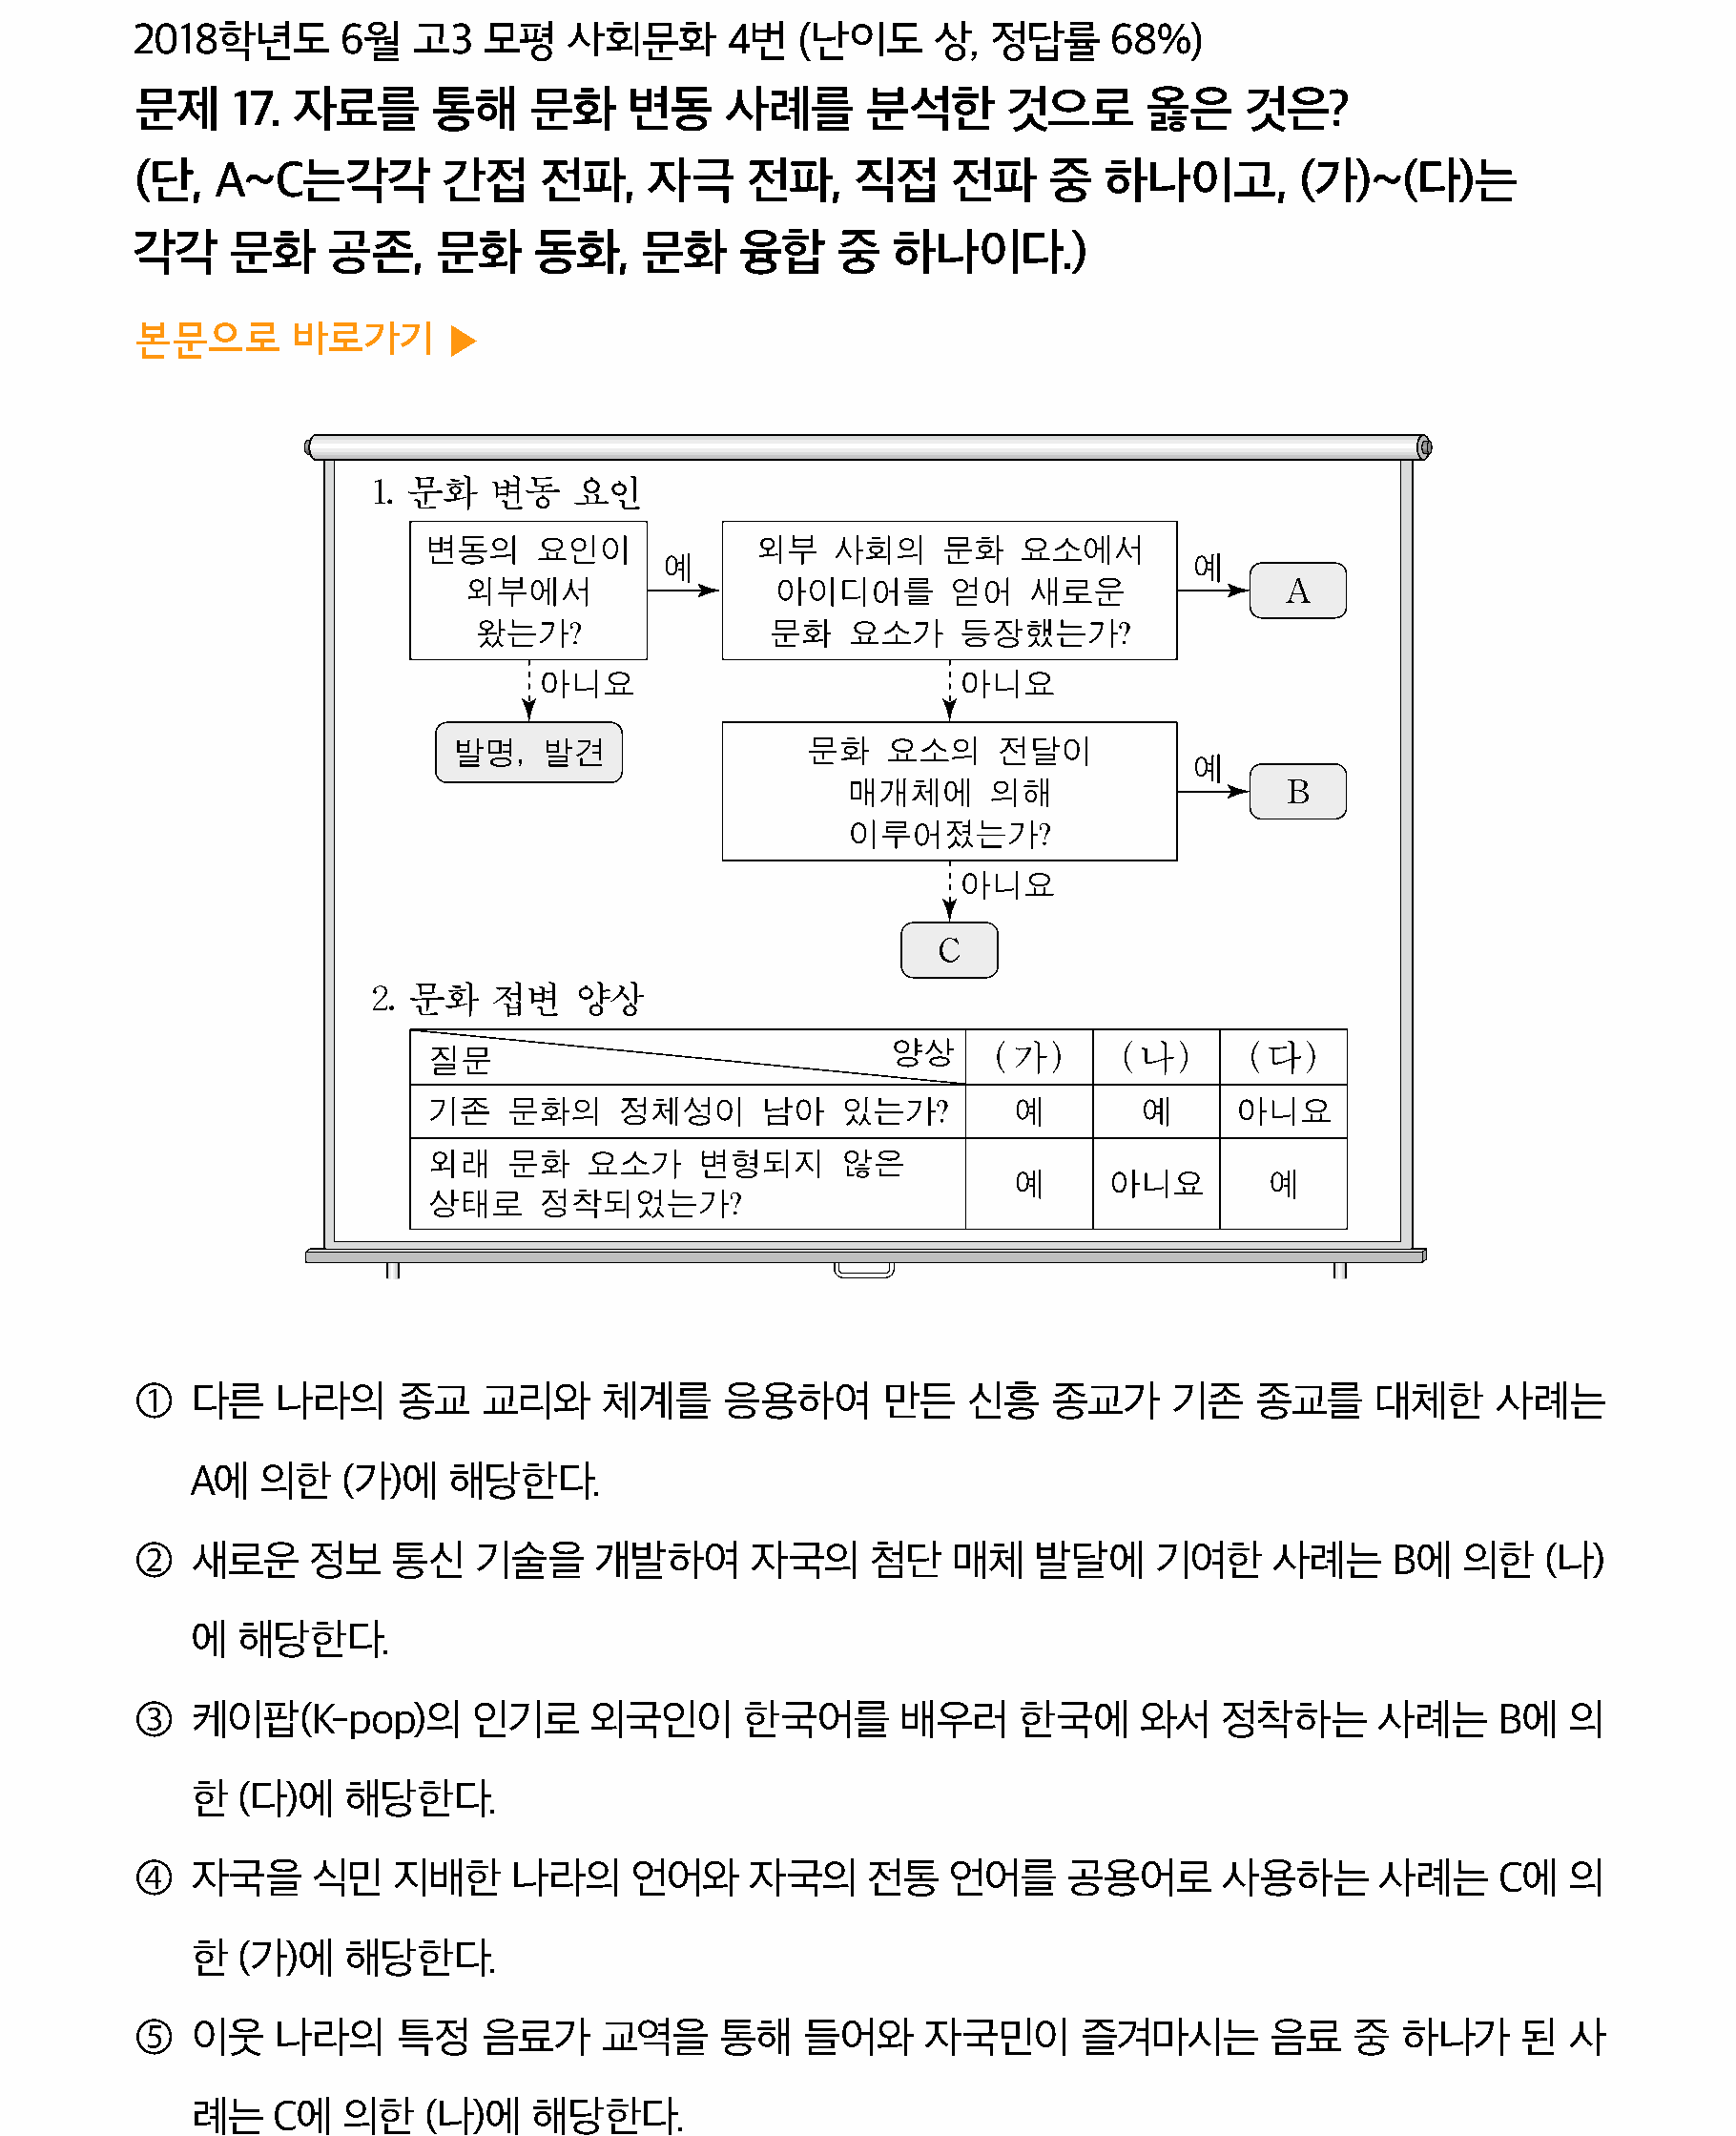 2018학년도 6월 고3 모평 사회문화 4번 (난이도 상, 정답률 68%)
문제 17. 자료를 통해 문화 변동 사례를 분석한 것으로 옳은 것은?
(단, A~C는각각 간접 전파, 자극 전파, 직접 전파 중 하나이고, (가)~(다)는
각각 문화 공존, 문화 동화, 문화 융합 중 하나이다.)
본문으로 바로가기 ▶
1. 문화 변동 요인
변동의 요인이
외부에서
왔는가?
예
외부 사회의 문화 요소에서
아이디어를 얻어 새로운
문화 요소가 등장했는가?
예
A
아니요
아니요
발명, 발견
문화 요소의 전달이
매개체에 의해
이루어졌는가?
예
B
아니요
C
2. 문화 접변 양상
질문 양상 (가) (나) (다)
기존 문화의 정체성이 남아 있는가? 예 예 아니요
외래 문화 요소가 변형되지 않은
상태로 정착되었는가? 예 아니요 예
① 다른 나라의 종교 교리와 체계를 응용하여 만든 신흥 종교가 기존 종교를 대체한 사례는
A에 의한 (가)에 해당한다.
② 새로운 정보 통신 기술을 개발하여 자국의 첨단 매체 발달에 기여한 사례는 B에 의한 (나)
에 해당한다.
③ 케이팝(K-pop)의 인기로 외국인이 한국어를 배우러 한국에 와서 정착하는 사례는 B에 의
한 (다)에 해당한다.
④ 자국을 식민 지배한 나라의 언어와 자국의 전통 언어를 공용어로 사용하는 사례는 C에 의
한 (가)에 해당한다.
⑤ 이웃 나라의 특정 음료가 교역을 통해 들어와 자국민이 즐겨마시는 음료 중 하나가 된 사
례는 C에 의한 (나)에 해당한다.